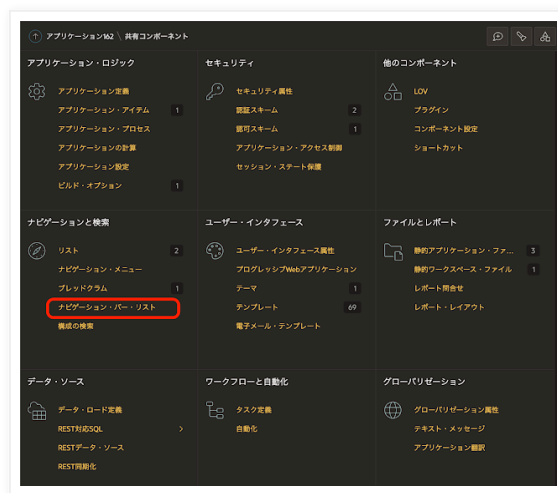 アプリケーション162 \ 共有コンポーネント
アプリケーション・ロジック
アプリケーション定義
アプリケーション・アイテム 1
アプリケーション・プロセス
アプリケーションの計算
アプリケーション設定
ビルド・オプション 1
セキュリティ
セキュリティ属性
認証スキーム 2
認可スキーム 1
アプリケーション・アクセス制御
セッション・ステート保護
他のコンポーネント
LOV
プラグイン
コンポーネント設定
ショートカット
ナビゲーションと検索
リスト 2
ナビゲーション・メニュー
ブレッドクラム 1
ナビゲーション・バー・リスト
構成の検索
ユーザー・インタフェース
ユーザー・インタフェース属性
プログレッシブWebアプリケーション
テーマ 1
テンプレート 69
電子メール・テンプレート
ファイルとレポート
静的アプリケーション・ファ... 3
静的ワークスペース・ファイル 1
レポート問合せ
レポート・レイアウト
データ・ソース
データ・ロード定義
REST対応SQL
RESTデータ・ソース
REST同期化
ワークフローと自動化
タスク定義
自動化
グローバリゼーション
グローバリゼーション属性
テキスト・メッセージ
アプリケーション翻訳